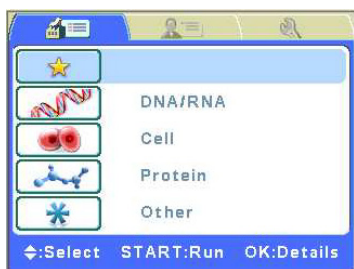 DNA/RNA
Cell
Protein
Other
:Select START:Run OK:Details